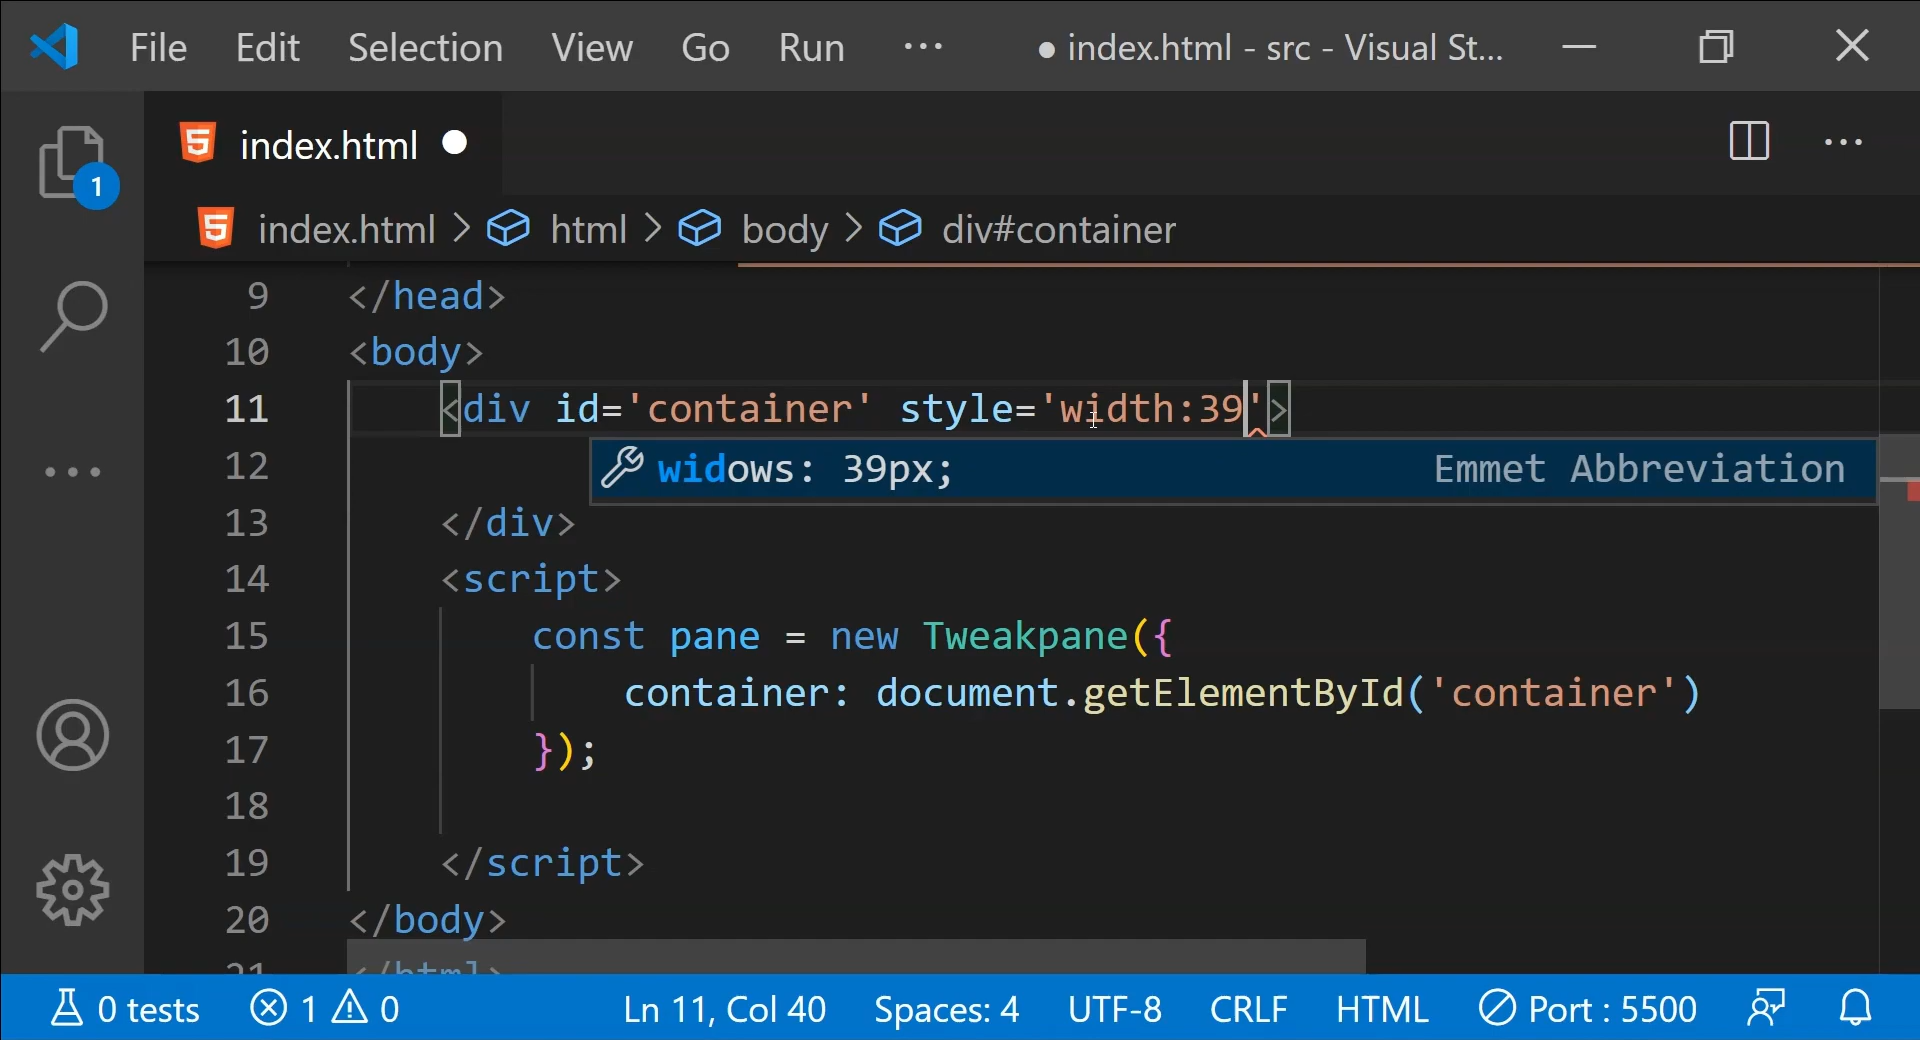 File Edit Selection View Go Run ··· ● index.html - src - Visual St...
index.html ●
1
index.html > html > body > div#container
9 </head>
10 <body>
11 <div id='container' style='width:39'>
12 widows: 39px; Emmet Abbreviation
13 </div>
14 <script>
15 const pane = new Tweakpane({
16 container: document.getElementById('container')
17 });
18
19 </script>
20 </body>
21 </html>
0 tests 1 0 Ln 11, Col 40 Spaces: 4 UTF-8 CRLF HTML Port : 5500